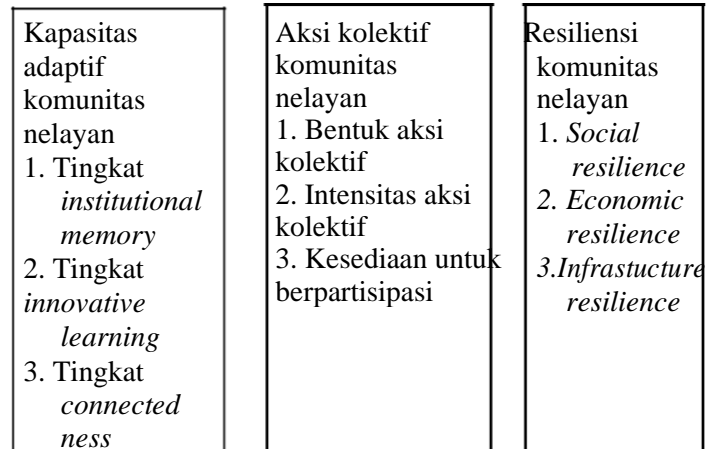 Kapasitas
adaptif
komunitas
nelayan
1. Tingkat
institutional
memory
2. Tingkat
innovative
learning
3. Tingkat
connected
ness
Aksi kolektif
komunitas
nelayan
1. Bentuk aksi
kolektif
2. Intensitas aksi
kolektif
3. Kesediaan untuk
berpartisipasi
Resiliensi
komunitas
nelayan
1. Social
resilience
2. Economic
resilience
3.Infrastucture
resilience